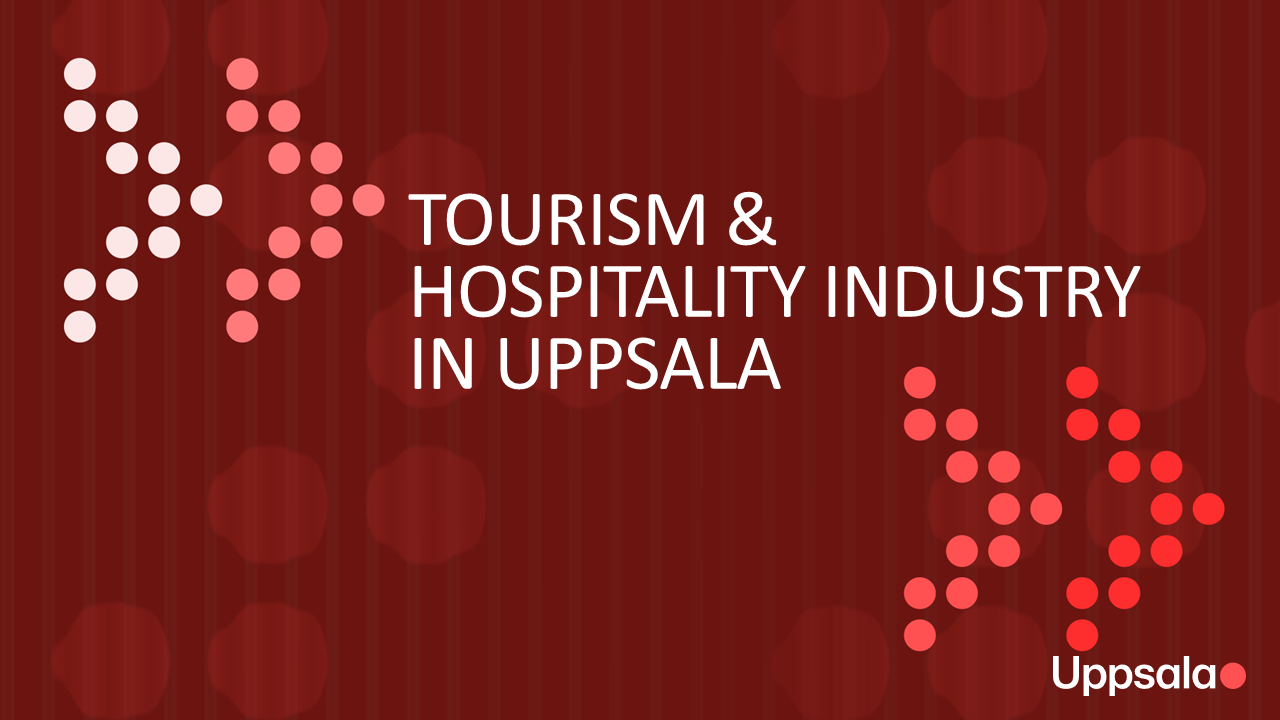 TOURISM &
HOSPITALITY INDUSTRY
IN UPPSALA
Uppsala